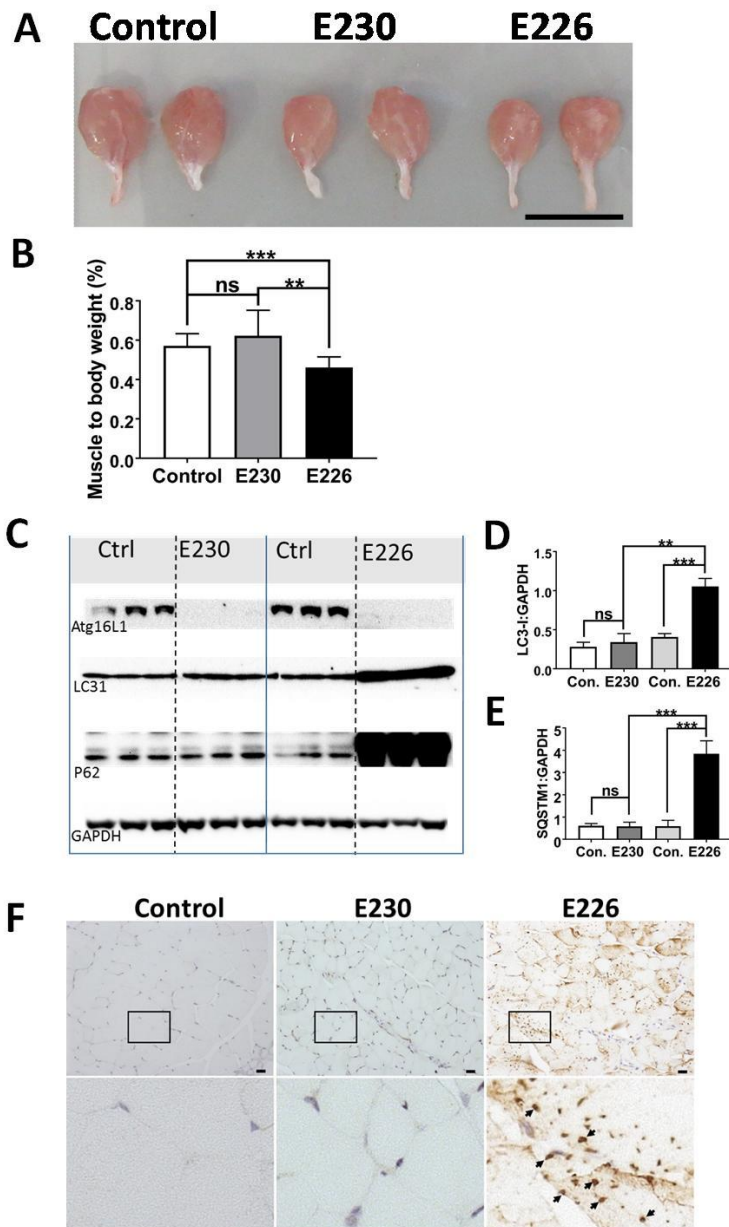 A
Control E230 E226
B
Muscle to body weight (%)
0.8
0.6
0.4
0.2
0.0
***
ns **
Control E230 E226
C
Ctrl E230 Ctrl E226
Atg16L1
LC31
P62
GAPDH
D
LC3-I:GAPDH
1.5
1.0
0.5
0.0
**
***
ns
Con. E230 Con. E226
E
SQSTM1:GAPDH
5
4
3
2
1
0
***
***
ns
Con. E230 Con. E226
F
Control E230 E226